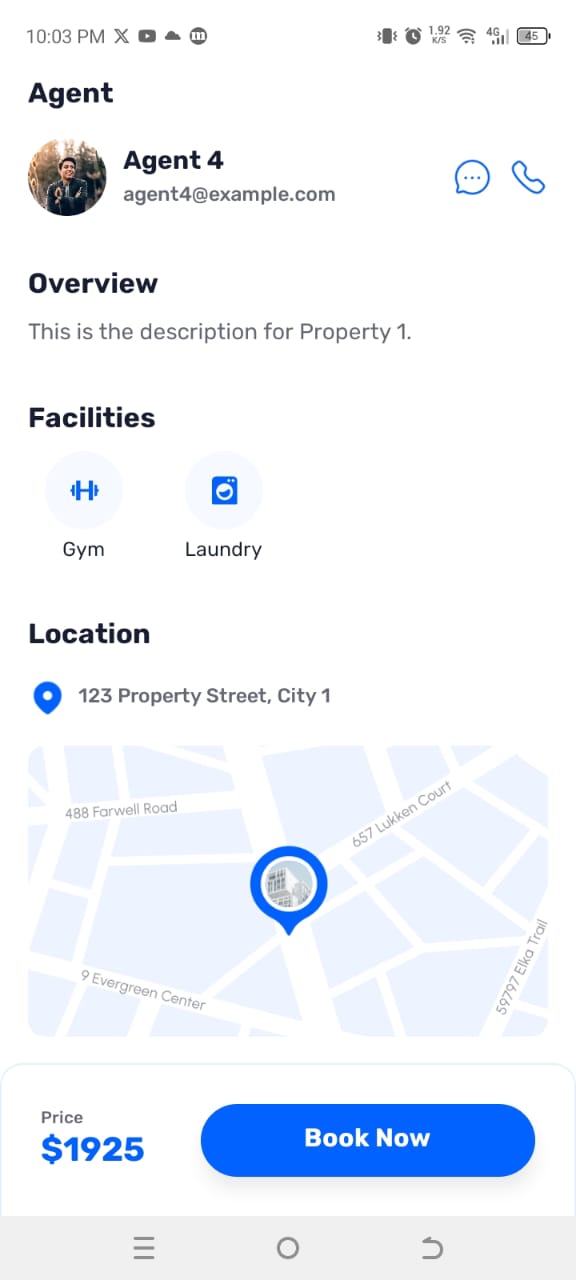 10:03 PM
1.92
K/S
4G
45
Agent
Agent 4
agent4@example.com
Overview
This is the description for Property 1.
Facilities
Gym
Laundry
Location
123 Property Street, City 1
488 Farwell Road
657 Lukken Court
9 Evergreen Center
59797 Elka Trail
Price
$1925
Book Now